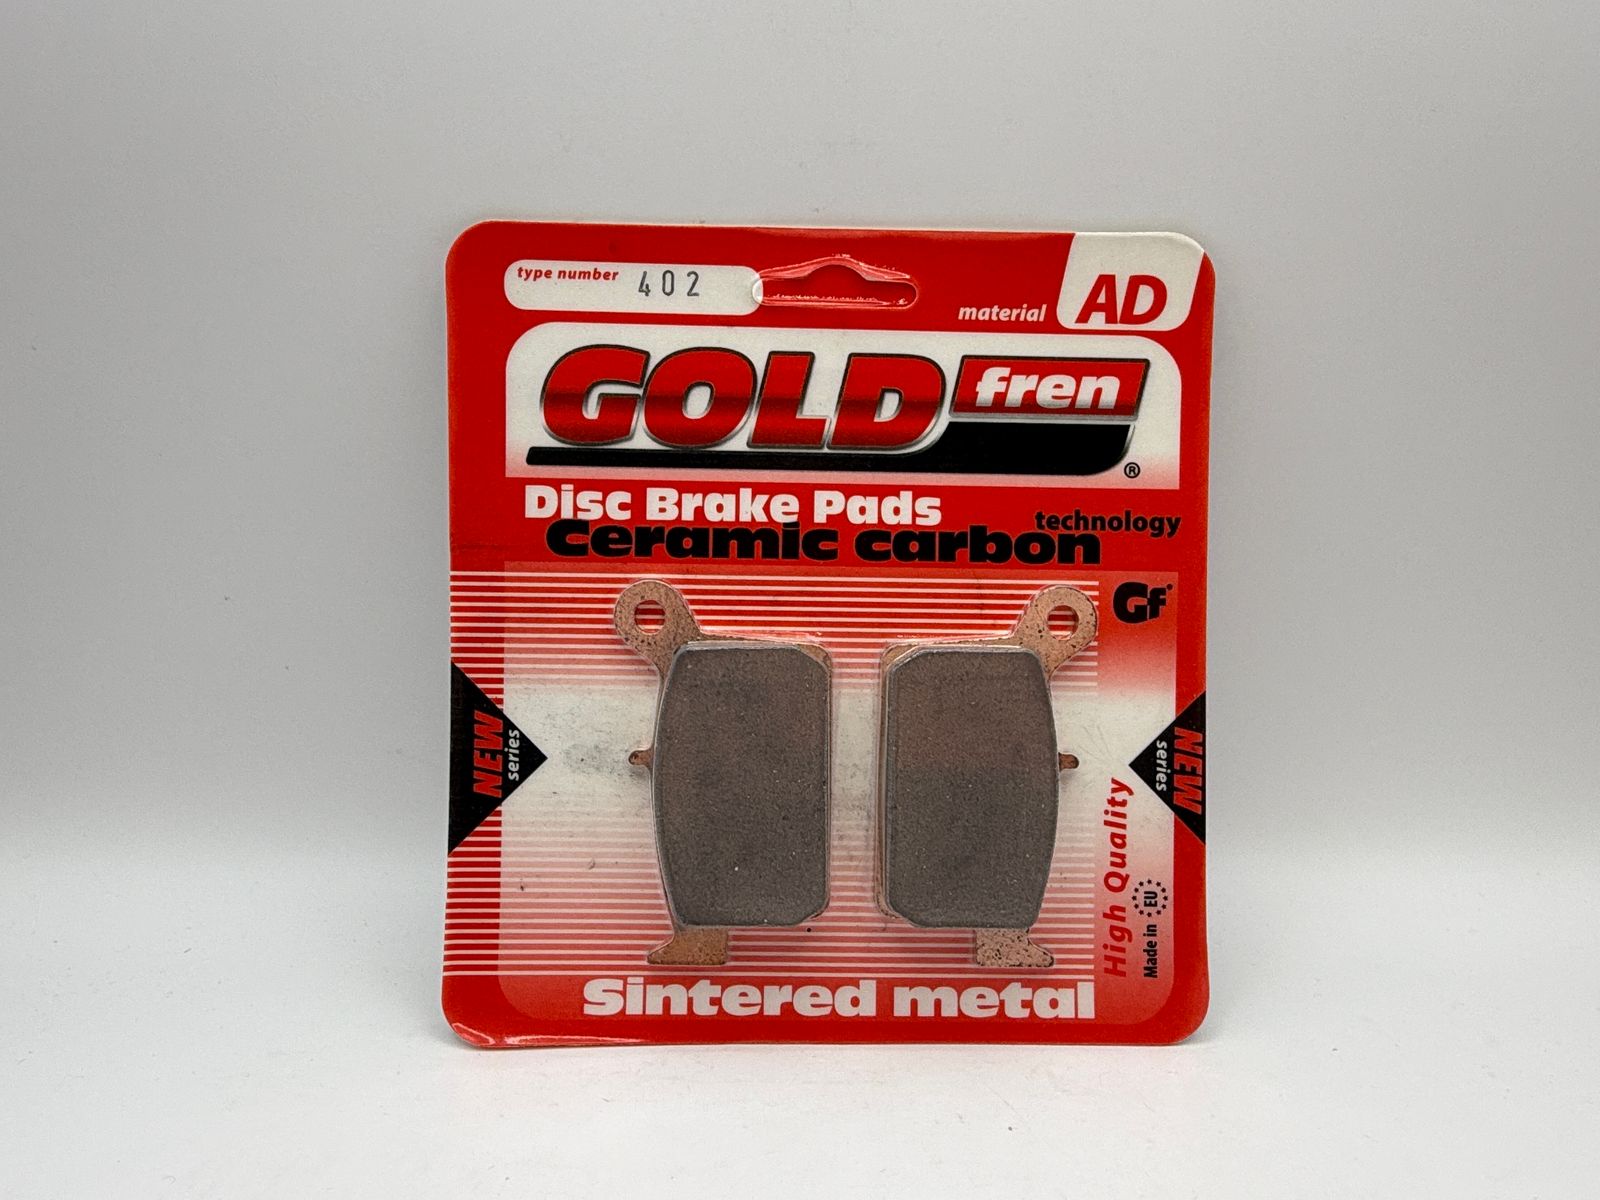 type number 402
material AD
GOLD fren ®
Disc Brake Pads
Ceramic carbon technology
Gf
NEW series
NEW series
High Quality
Made in EU
Sintered metal